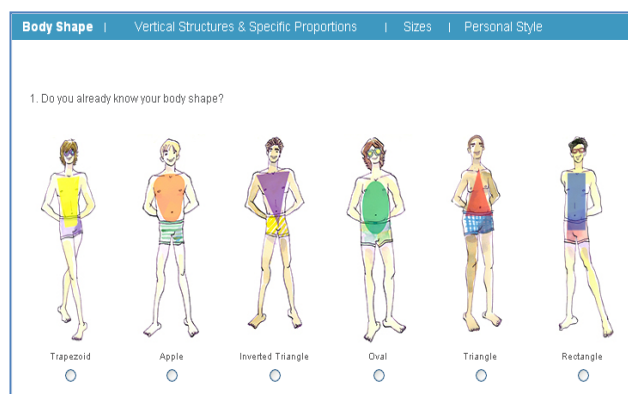 Body Shape | Vertical Structures & Specific Proportions | Sizes | Personal Style
1. Do you already know your body shape?
Trapezoid Apple Inverted Triangle Oval Triangle Rectangle